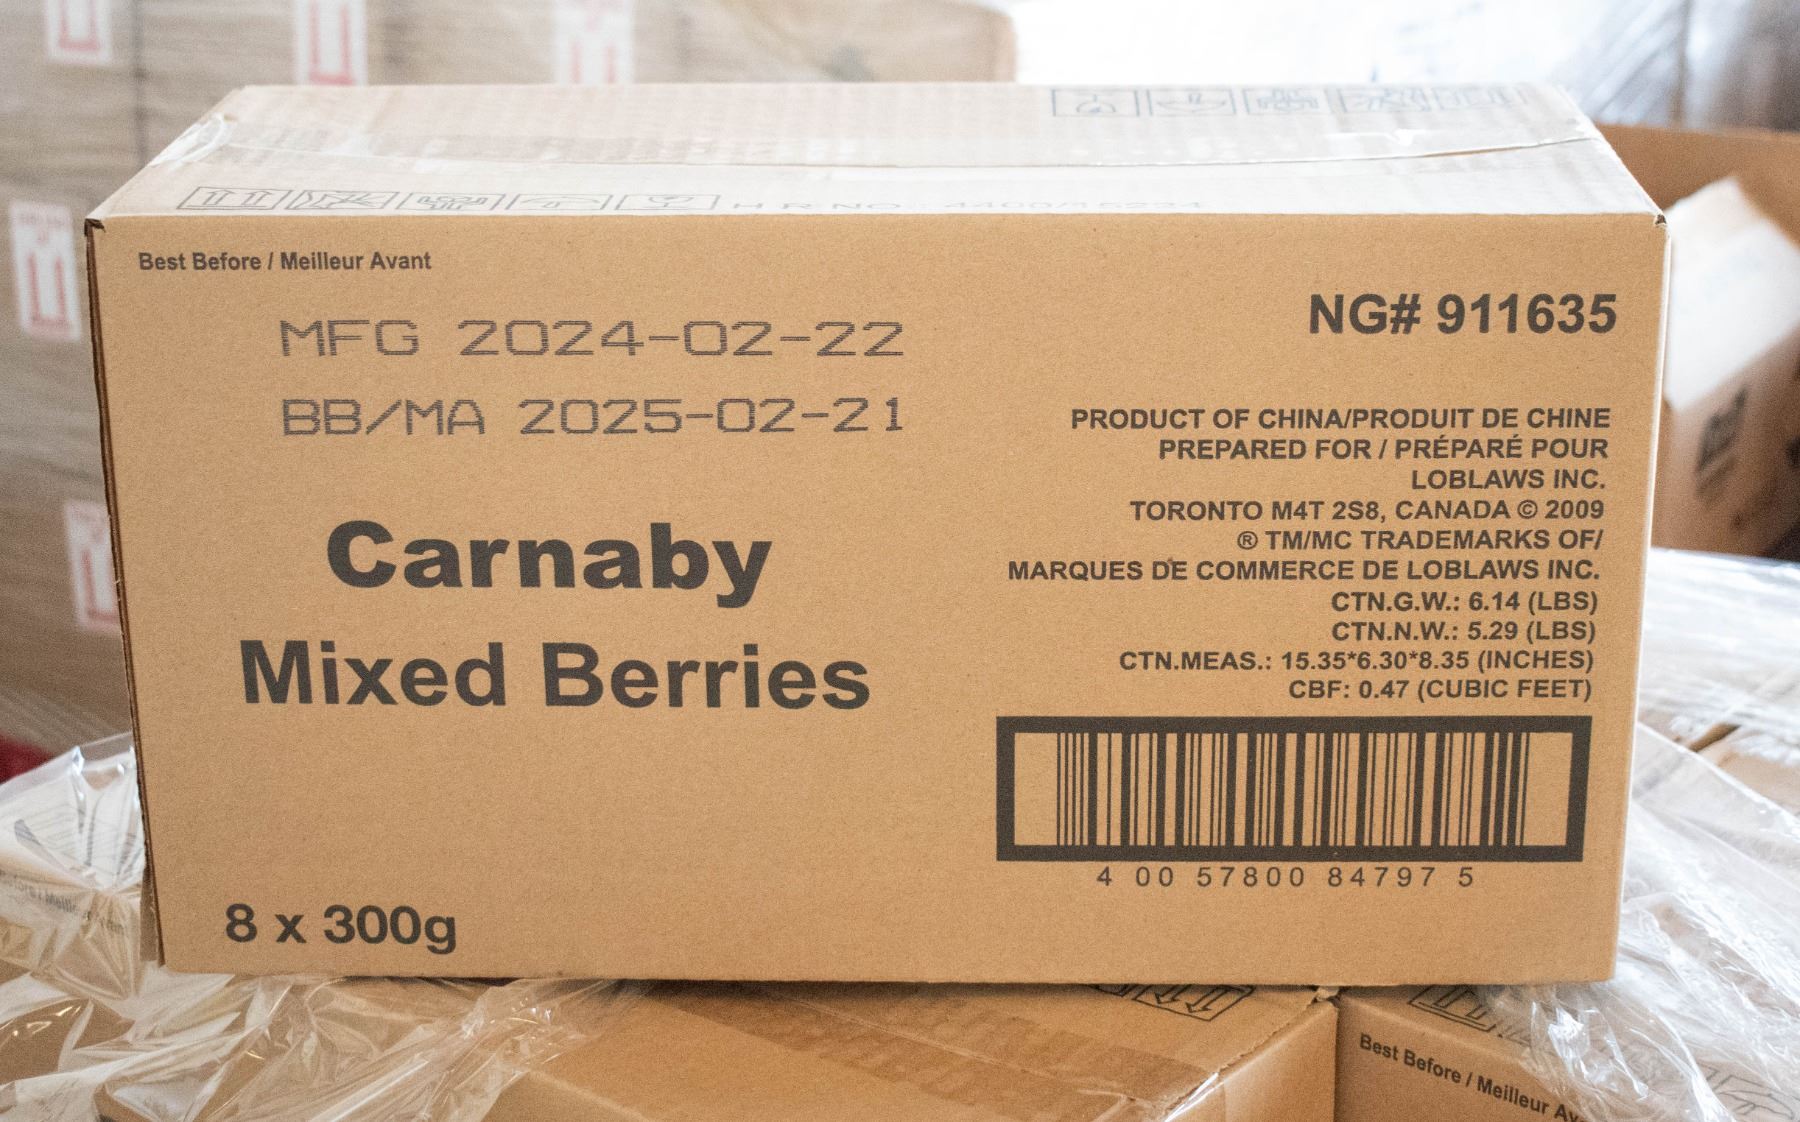 H R NO : 4400/15224
Best Before / Meilleur Avant
MFG 2024-02-22
BB/MA 2025-02-21
Carnaby
Mixed Berries
8 x 300g
NG# 911635
PRODUCT OF CHINA/PRODUIT DE CHINE
PREPARED FOR / PRÉPARÉ POUR
LOBLAWS INC.
TORONTO M4T 2S8, CANADA © 2009
® TM/MC TRADEMARKS OF/
MARQUES DE COMMERCE DE LOBLAWS INC.
CTN.G.W.: 6.14 (LBS)
CTN.N.W.: 5.29 (LBS)
CTN.MEAS.: 15.35*6.30*8.35 (INCHES)
CBF: 0.47 (CUBIC FEET)
4 00 57800 84797 5
Best Before / Meilleur Av